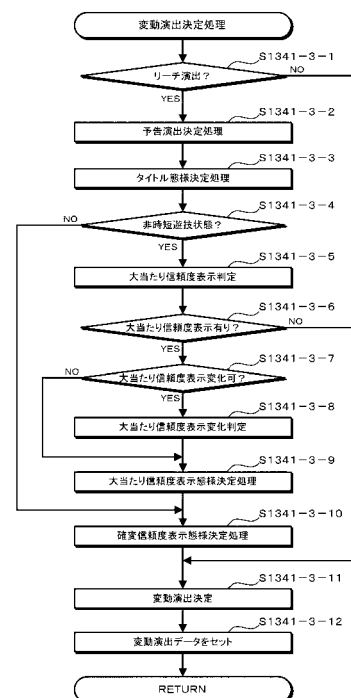 変動演出決定処理
S1341-3-1
リーチ演出?
NO
YES
S1341-3-2
予告演出決定処理
S1341-3-3
タイトル態様決定処理
S1341-3-4
NO
非時短遊技状態?
YES
S1341-3-5
大当たり信頼度表示判定
S1341-3-6
大当たり信頼度表示有り?
NO
YES
S1341-3-7
NO
大当たり信頼度表示変化可?
YES
S1341-3-8
大当たり信頼度表示変化判定
S1341-3-9
大当たり信頼度表示態様決定処理
S1341-3-10
確変信頼度表示態様決定処理
S1341-3-11
変動演出決定
S1341-3-12
変動演出データをセット
RETURN